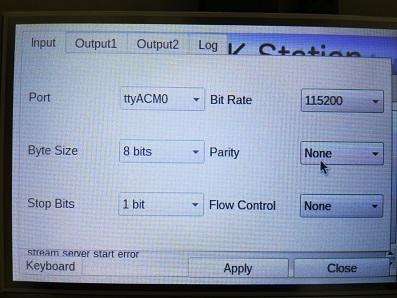 Input Output1 Output2 Log
K Station
Port ttyACM0 Bit Rate 115200
Byte Size 8 bits Parity None
Stop Bits 1 bit Flow Control None
stream server start error
Keyboard Apply Close